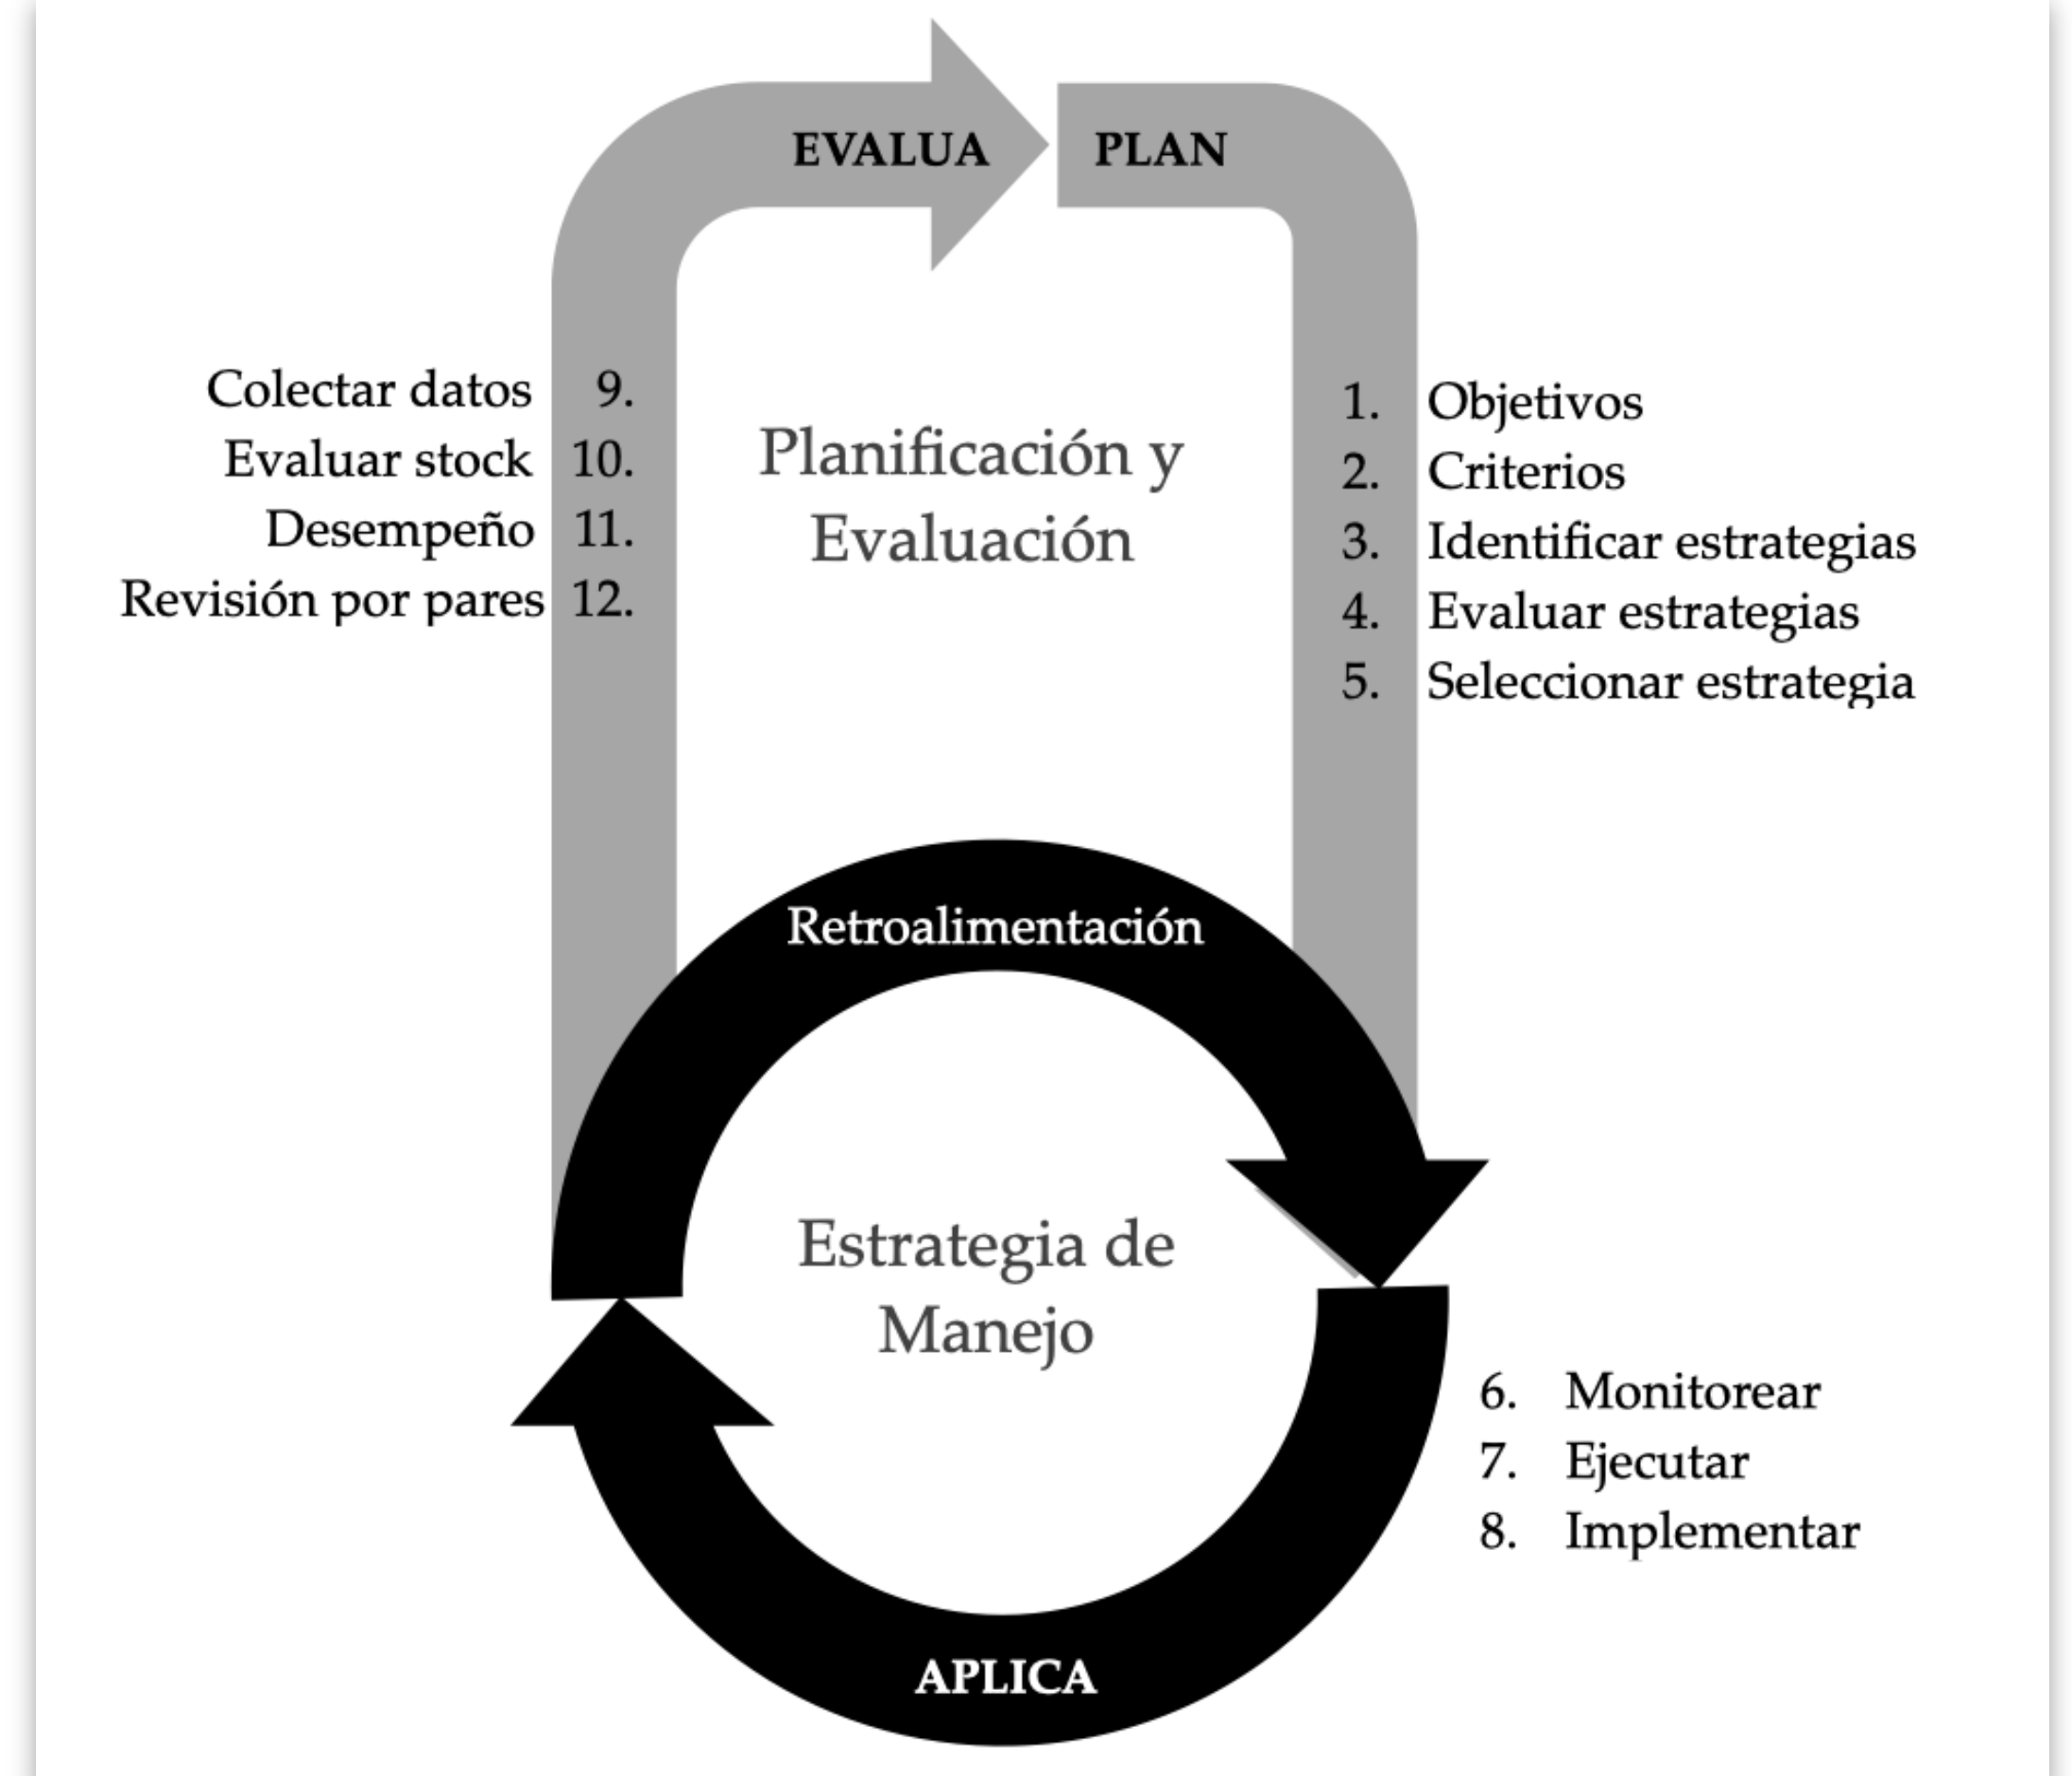 EVALUA
PLAN
Colectar datos 9.
Evaluar stock 10.
Desempeño 11.
Revisión por pares 12.
Planificación y
Evaluación
1. Objetivos
2. Criterios
3. Identificar estrategias
4. Evaluar estrategias
5. Seleccionar estrategia
Retroalimentación
Estrategia de
Manejo
6. Monitorear
7. Ejecutar
8. Implementar
APLICA